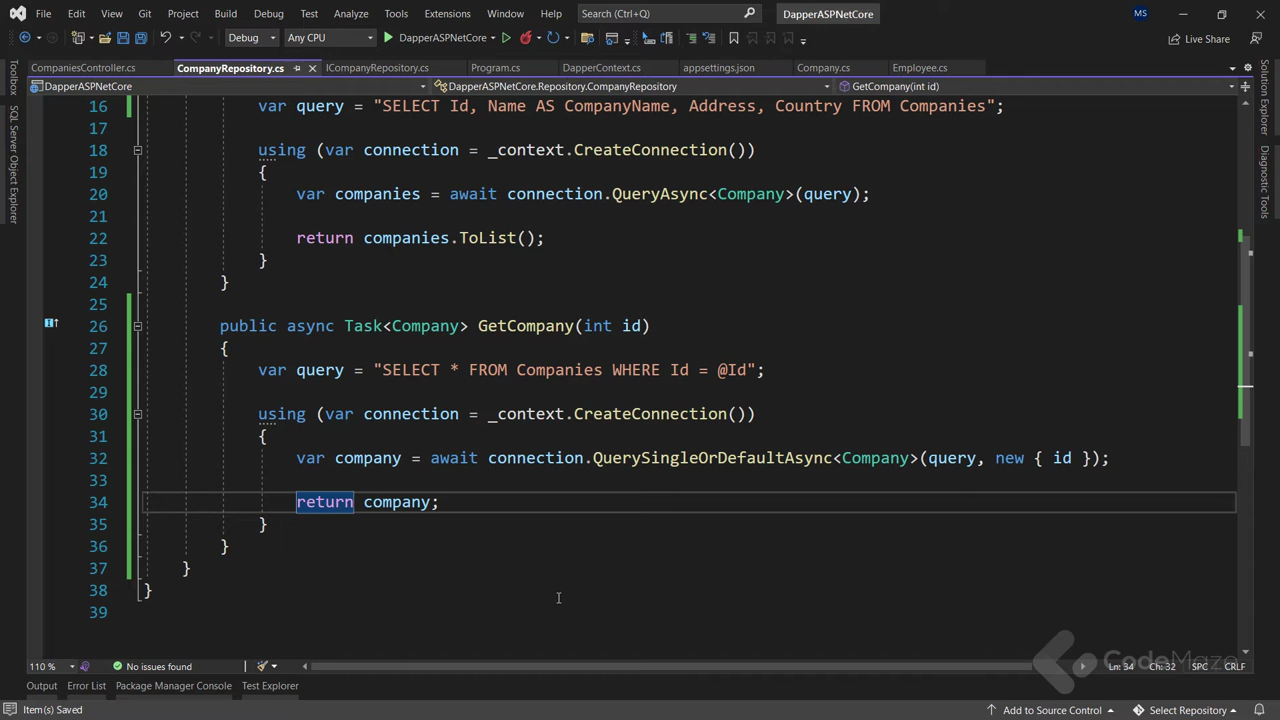 File Edit View Git Project Build Debug Test Analyze Tools Extensions Window Help Search (Ctrl+Q) DapperASPNetCore MS
Debug Any CPU DapperASPNetCore Live Share
CompaniesController.cs CompanyRepository.cs ICompanyRepository.cs Program.cs DapperContext.cs appsettings.json Company.cs Employee.cs
DapperASPNetCore DapperASPNetCore.Repository.CompanyRepository GetCompany(int id)
Toolbox
SQL Server Object Explorer
16 var query = "SELECT Id, Name AS CompanyName, Address, Country FROM Companies";
17
18 using (var connection = _context.CreateConnection())
19 {
20 var companies = await connection.QueryAsync<Company>(query);
21
22 return companies.ToList();
23 }
24 }
25
26 public async Task<Company> GetCompany(int id)
27 {
28 var query = "SELECT * FROM Companies WHERE Id = @Id";
29
30 using (var connection = _context.CreateConnection())
31 {
32 var company = await connection.QuerySingleOrDefaultAsync<Company>(query, new { id });
33
34 return company;
35 }
36 }
37 }
38 }
39
Solution Explorer
Diagnostic Tools
CodeMaze
110 % No issues found Ln: 34 Ch: 32 SPC CRLF
Output Error List Package Manager Console Test Explorer
Item(s) Saved Add to Source Control Select Repository